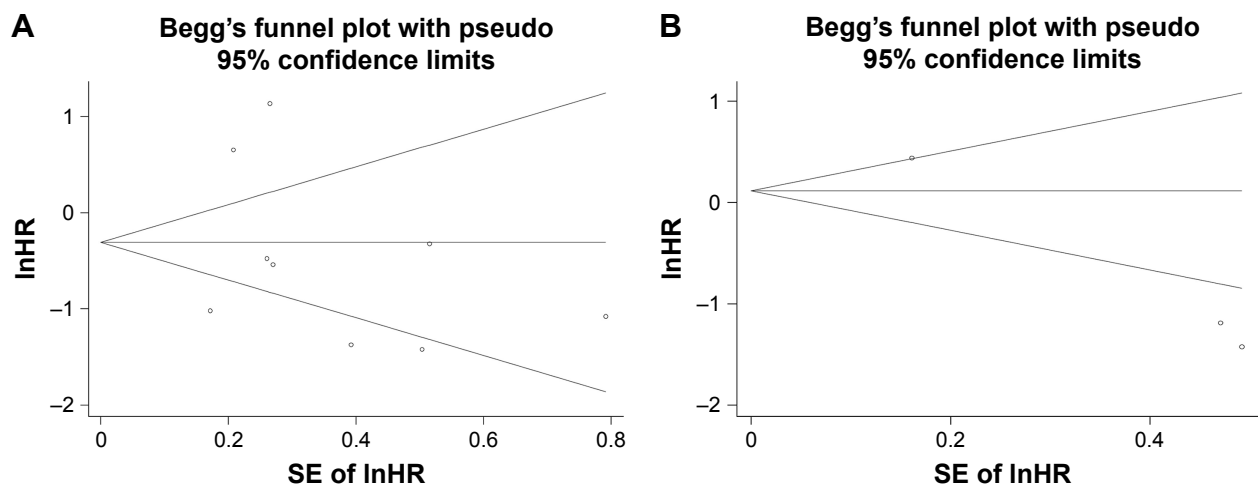 A
Begg’s funnel plot with pseudo
95% confidence limits
1
0
–1
–2
lnHR
0
0.2
0.4
0.6
0.8
SE of lnHR
B
Begg’s funnel plot with pseudo
95% confidence limits
1
0
–1
–2
lnHR
0
0.2
0.4
SE of lnHR